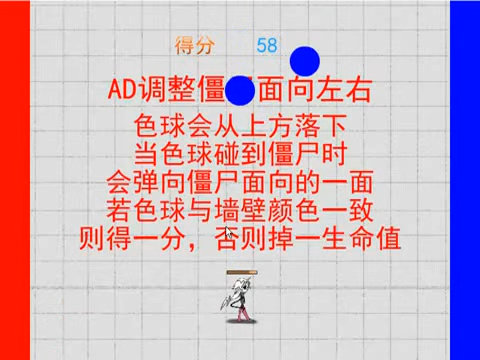 得分 58
AD调整僵 面向左右
色球会从上方落下
当色球碰到僵尸时
会弹向僵尸面向的一面
若色球与墙壁颜色一致
则得一分，否则掉一生命值